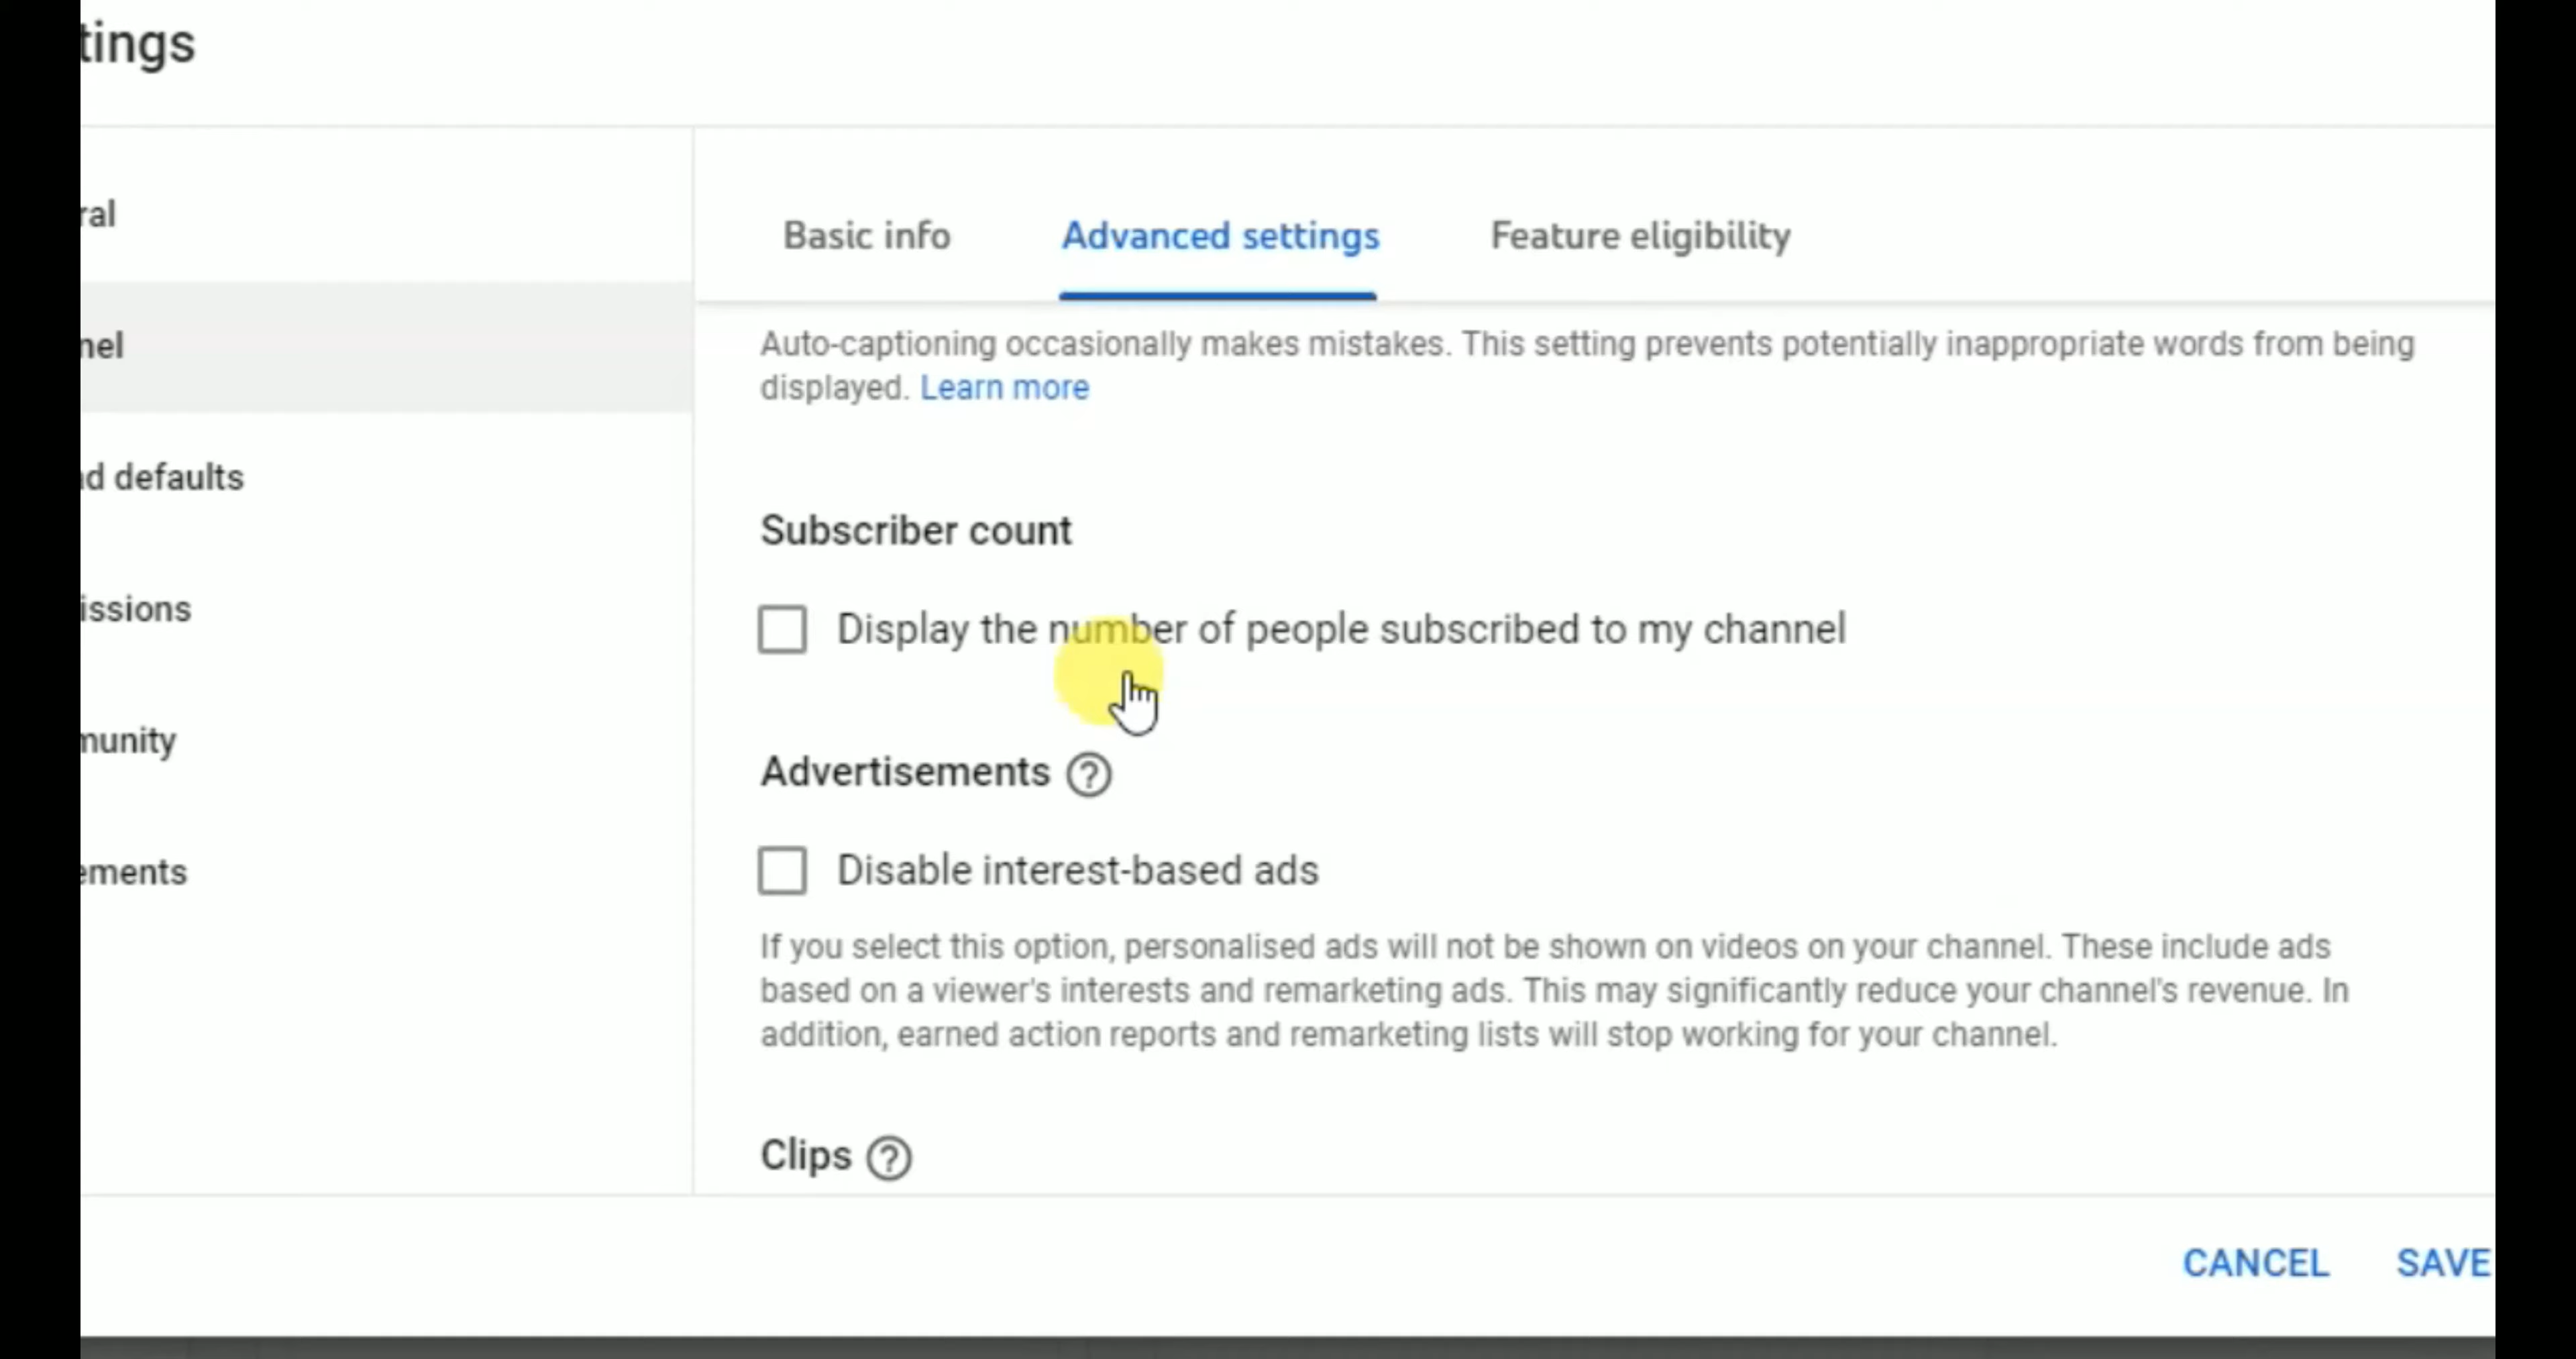 tings
ral
nel
d defaults
issions
munity
ements
Basic info
Advanced settings
Feature eligibility
Auto-captioning occasionally makes mistakes. This setting prevents potentially inappropriate words from being
displayed. Learn more
Subscriber count
Display the number of people subscribed to my channel
Advertisements
Disable interest-based ads
If you select this option, personalised ads will not be shown on videos on your channel. These include ads
based on a viewer's interests and remarketing ads. This may significantly reduce your channel's revenue. In
addition, earned action reports and remarketing lists will stop working for your channel.
Clips
CANCEL
SAVE